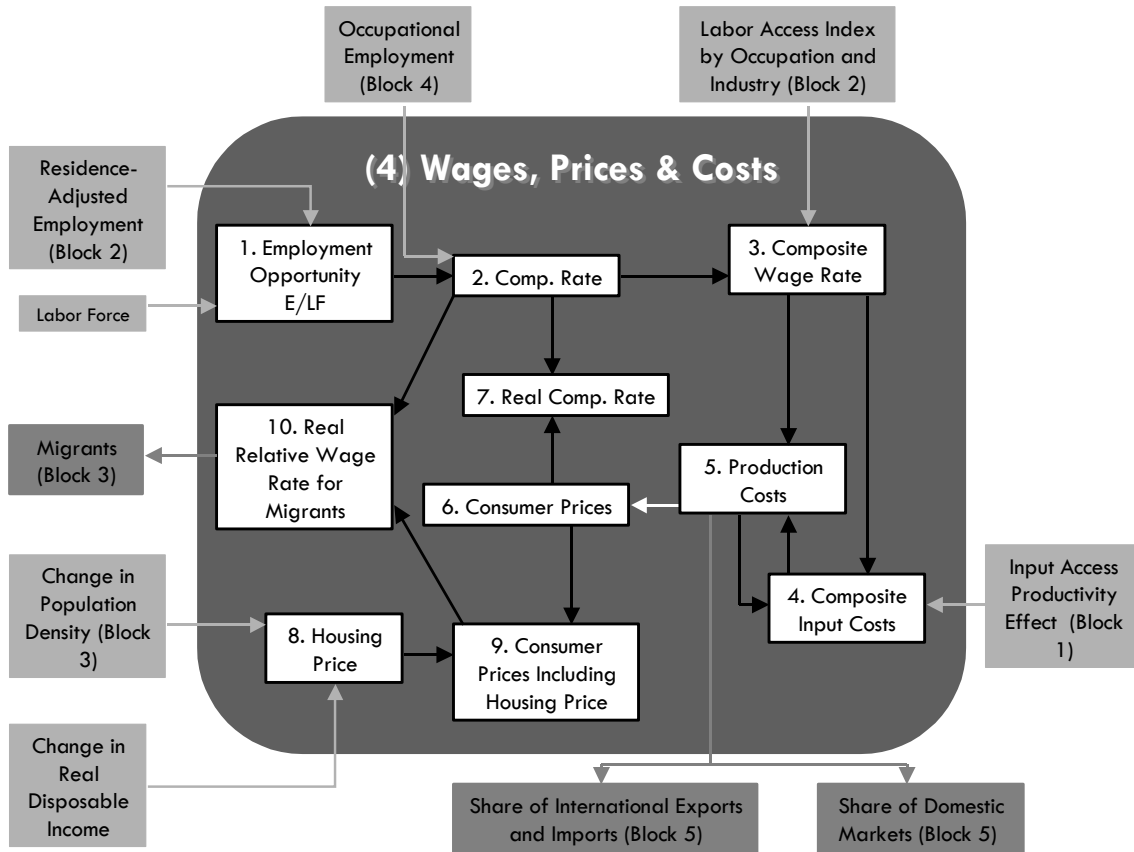 Occupational
Employment
(Block 4)
Labor Access Index
by Occupation and
Industry (Block 2)
(4) Wages, Prices & Costs
Residence-
Adjusted
Employment
(Block 2)
1. Employment
Opportunity
E/LF
2. Comp. Rate
3. Composite
Wage Rate
Labor Force
7. Real Comp. Rate
10. Real
Relative Wage
Rate for
Migrants
Migrants
(Block 3)
5. Production
Costs
6. Consumer Prices
Change in
Population
Density (Block
3)
8. Housing
Price
9. Consumer
Prices Including
Housing Price
4. Composite
Input Costs
Input Access
Productivity
Effect (Block
1)
Change in
Real
Disposable
Income
Share of International Exports
and Imports (Block 5)
Share of Domestic
Markets (Block 5)